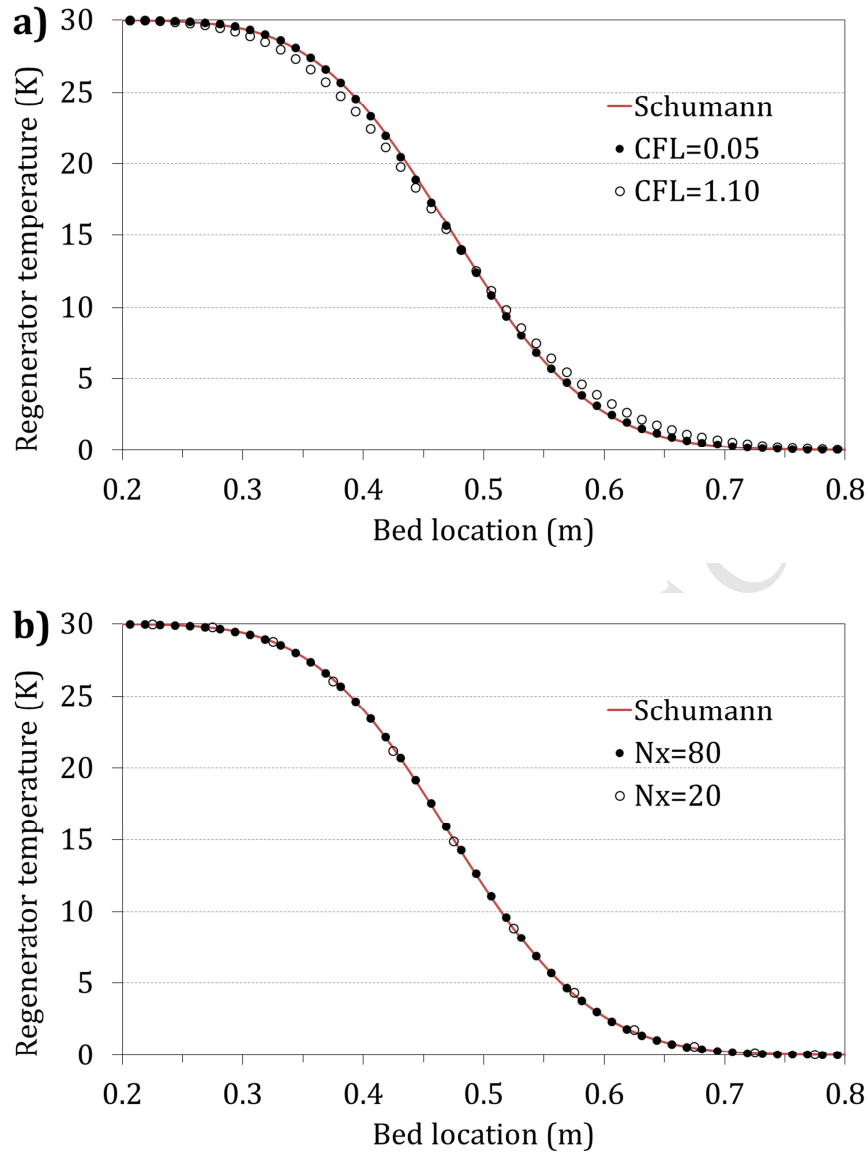 a)
30
25
20
15
10
5
0
Regenerator temperature (K)
Schumann
CFL=0.05
CFL=1.10
0.2 0.3 0.4 0.5 0.6 0.7 0.8
Bed location (m)
b)
30
25
20
15
10
5
0
Regenerator temperature (K)
Schumann
Nx=80
Nx=20
0.2 0.3 0.4 0.5 0.6 0.7 0.8
Bed location (m)